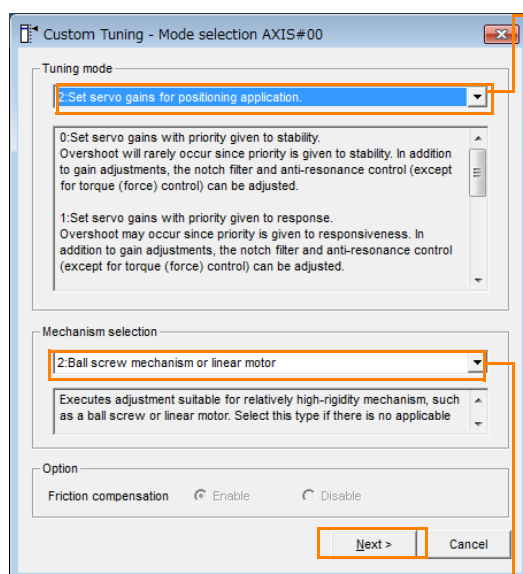 Custom Tuning - Mode selection AXIS#00
Tuning mode
2:Set servo gains for positioning application.
0:Set servo gains with priority given to stability.
Overshoot will rarely occur since priority is given to stability. In addition
to gain adjustments, the notch filter and anti-resonance control (except
for torque (force) control) can be adjusted.
1:Set servo gains with priority given to response.
Overshoot may occur since priority is given to responsiveness. In
addition to gain adjustments, the notch filter and anti-resonance control
(except for torque (force) control) can be adjusted.
Mechanism selection
2:Ball screw mechanism or linear motor
Executes adjustment suitable for relatively high-rigidity mechanism, such
as a ball screw or linear motor. Select this type if there is no applicable
Option
Friction compensation Enable Disable
Next > Cancel